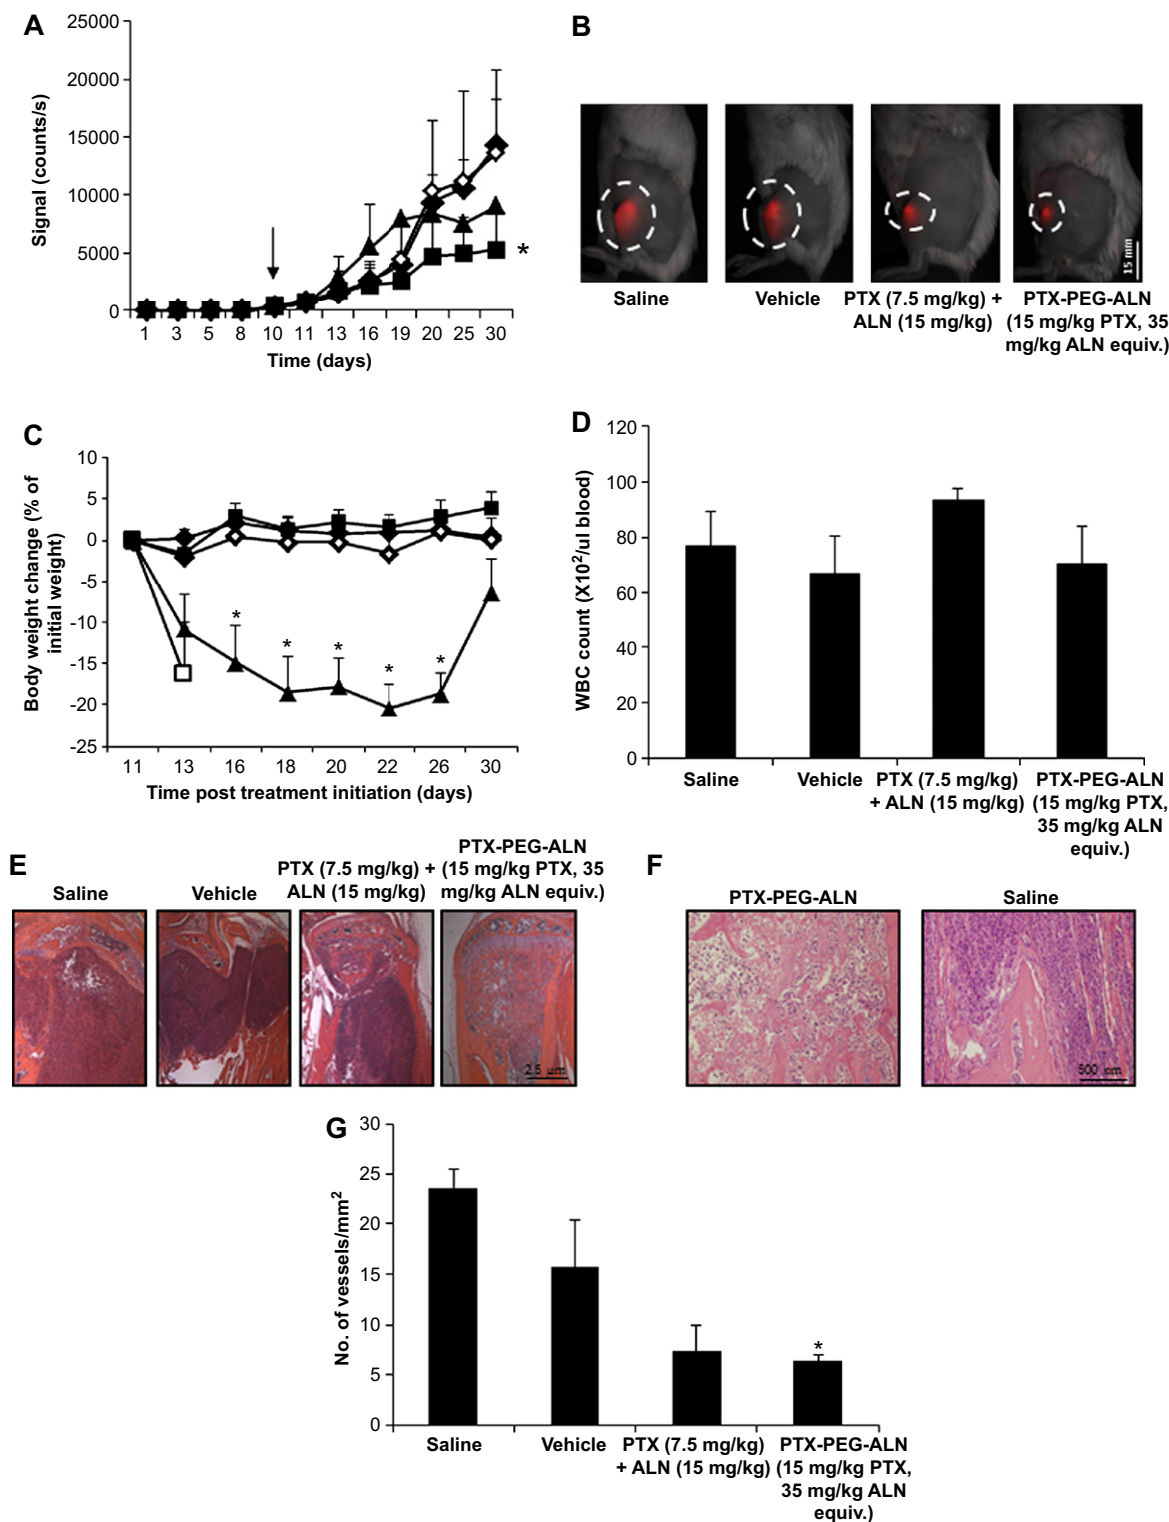 A
25000
20000
15000
10000
5000
0
Signal (counts/s)
1 3 5 8 10 11 13 16 19 20 25 30
Time (days)
*
B
15 mm
Saline
Vehicle
PTX (7.5 mg/kg) +
ALN (15 mg/kg)
PTX-PEG-ALN
(15 mg/kg PTX, 35
mg/kg ALN equiv.)
C
10
5
0
-5
-10
-15
-20
-25
Body weight change (% of
initial weight)
* * * * *
11 13 16 18 20 22 26 30
Time post treatment initiation (days)
D
120
100
80
60
40
20
0
WBC count (X10²/ul blood)
Saline
Vehicle
PTX (7.5 mg/kg)
+ ALN (15 mg/kg)
PTX-PEG-ALN
(15 mg/kg PTX,
35 mg/kg ALN
equiv.)
E
Saline
Vehicle
PTX (7.5 mg/kg) +
ALN (15 mg/kg)
PTX-PEG-ALN
(15 mg/kg PTX, 35
mg/kg ALN equiv.)
2.5 µm
F
PTX-PEG-ALN
Saline
500 nm
G
30
25
20
15
10
5
0
No. of vessels/mm²
*
Saline
Vehicle
PTX (7.5 mg/kg)
+ ALN (15 mg/kg)
PTX-PEG-ALN
(15 mg/kg PTX,
35 mg/kg ALN
equiv.)